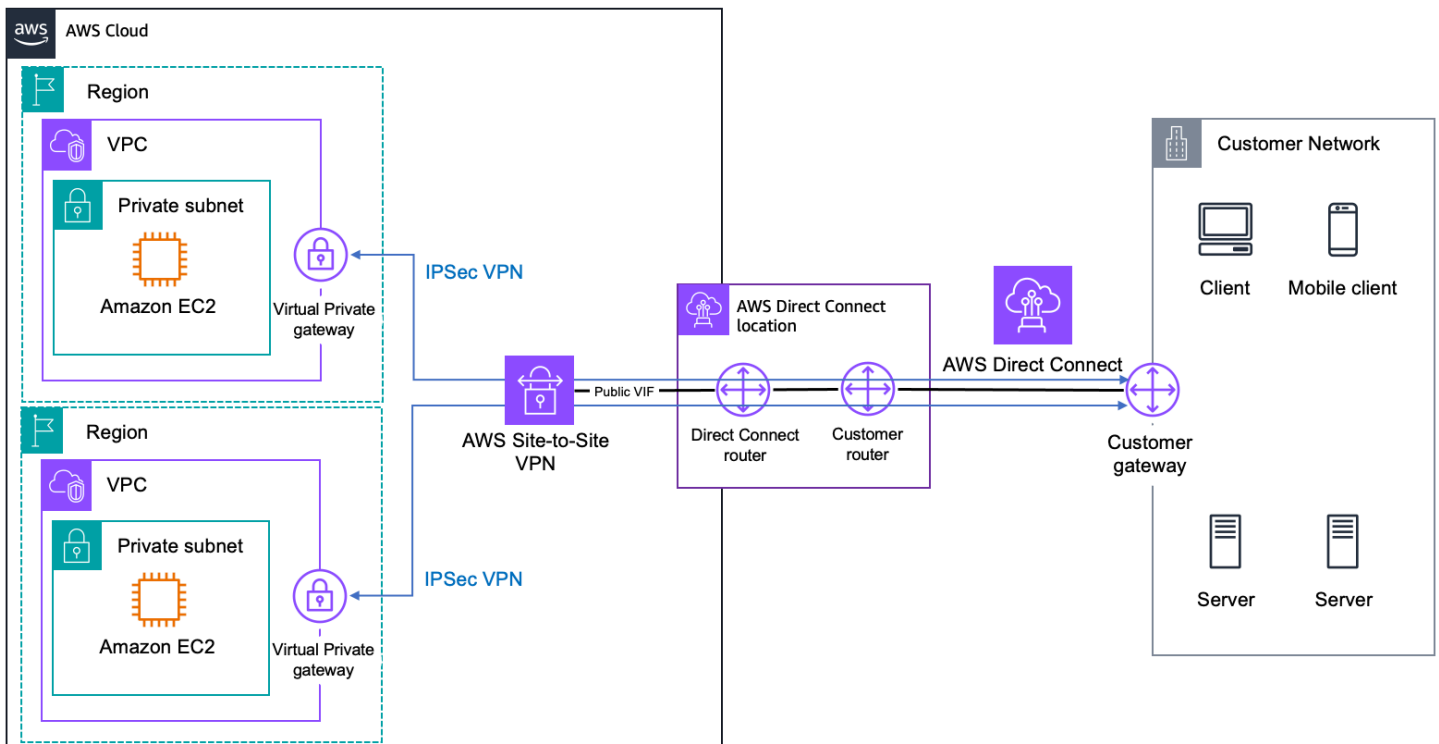 aws
AWS Cloud
Region
VPC
Private subnet
Amazon EC2
Virtual Private
gateway
IPSec VPN
Region
VPC
Private subnet
Amazon EC2
Virtual Private
gateway
IPSec VPN
AWS Site-to-Site
VPN
Public VIF
AWS Direct Connect
location
Direct Connect
router
Customer
router
AWS Direct Connect
Customer
gateway
Customer Network
Client
Mobile client
Server
Server